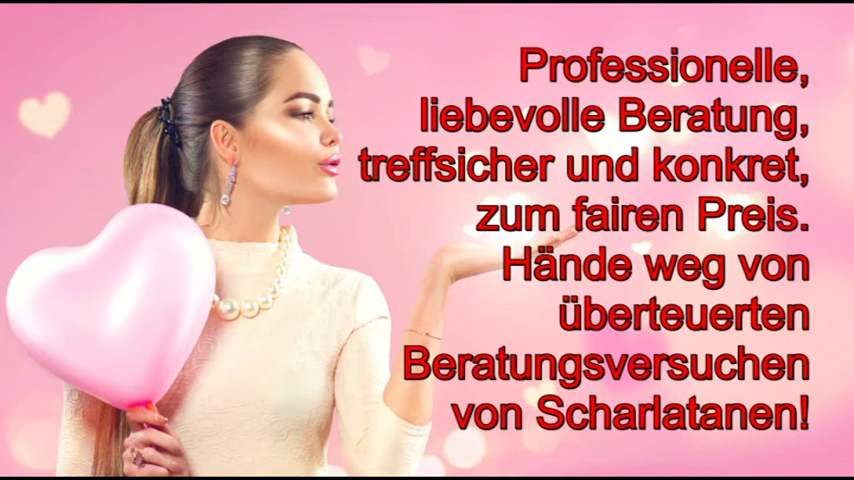 Professionelle,
liebevolle Beratung,
treffsicher und konkret,
zum fairen Preis.
Hände weg von
überteuerten
Beratungsversuchen
von Scharlatanen!